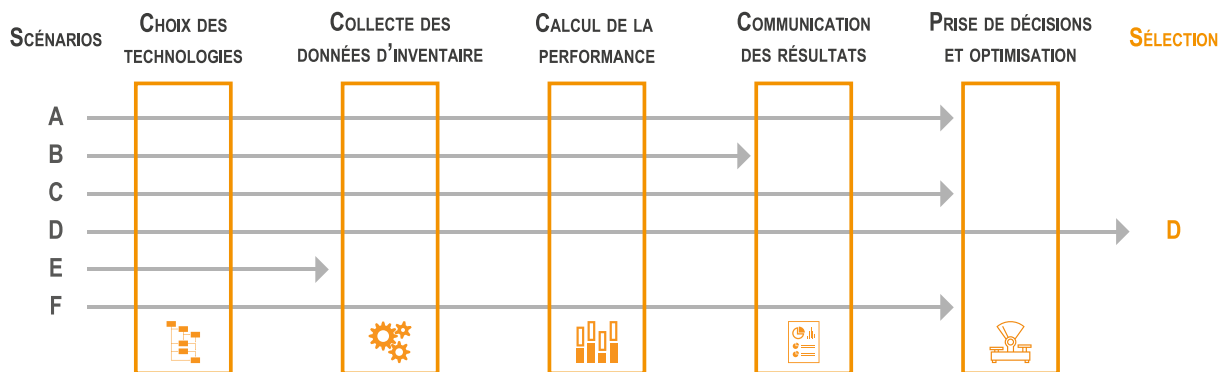 SCÉNARIOS
CHOIX DES
TECHNOLOGIES
COLLECTE DES
DONNÉES D'INVENTAIRE
CALCUL DE LA
PERFORMANCE
COMMUNICATION
DES RÉSULTATS
PRISE DE DÉCISIONS
ET OPTIMISATION
SÉLECTION
A
B
C
D
D
E
F